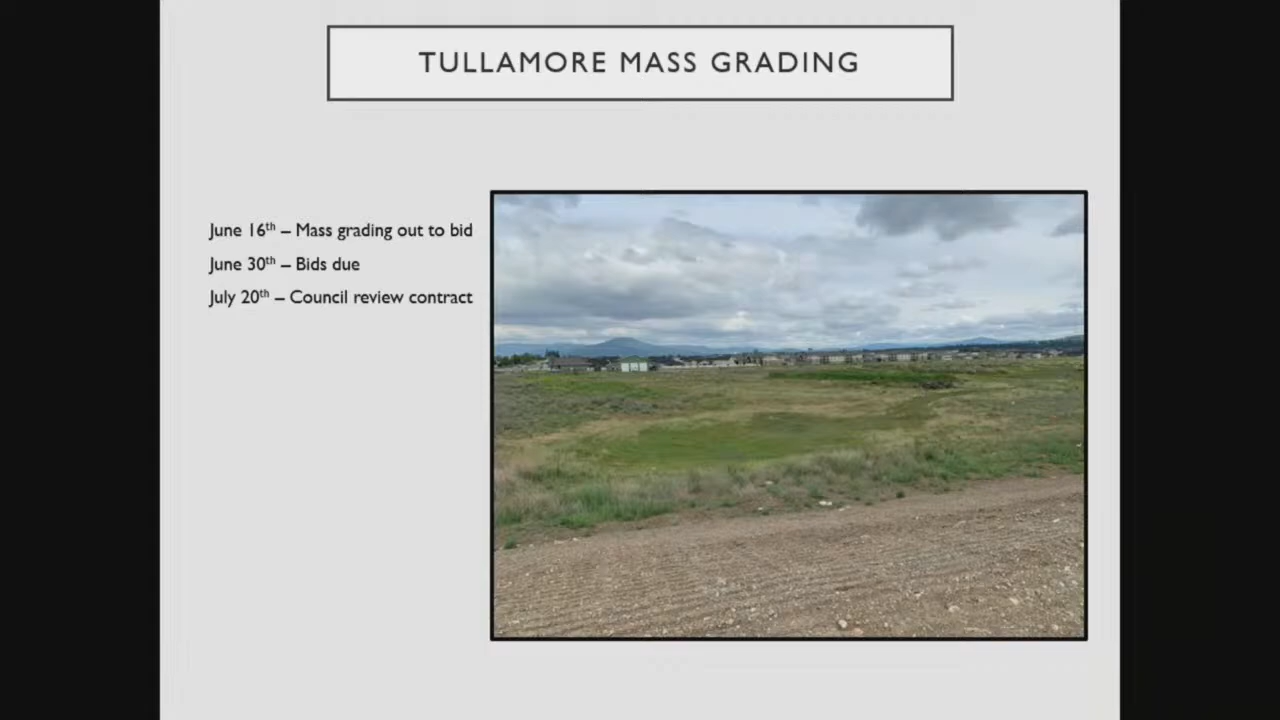 TULLAMORE MASS GRADING
June 16th – Mass grading out to bid
June 30th – Bids due
July 20th – Council review contract